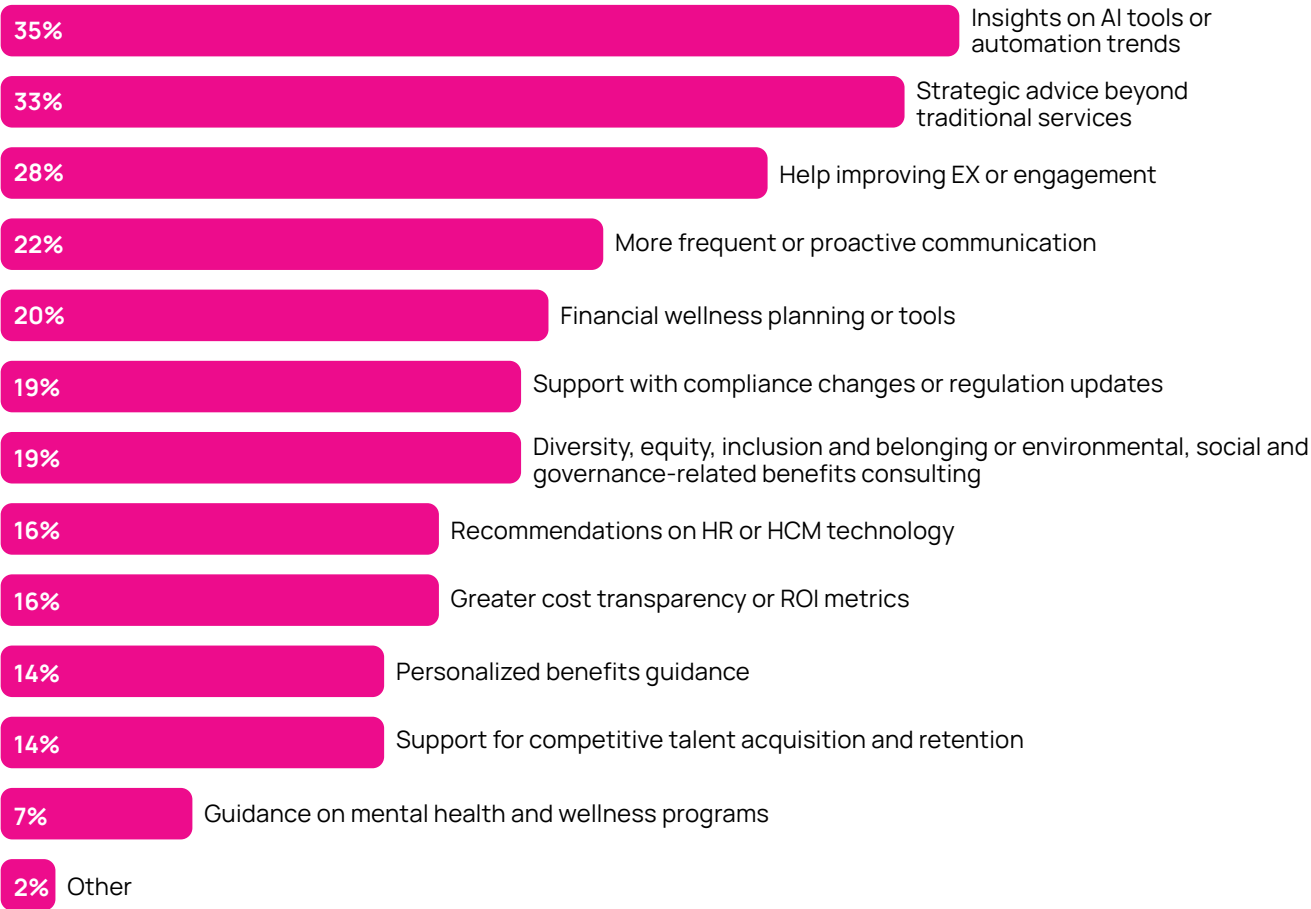 35%
Insights on AI tools or
automation trends
33%
Strategic advice beyond
traditional services
28%
Help improving EX or engagement
22%
More frequent or proactive communication
20%
Financial wellness planning or tools
19%
Support with compliance changes or regulation updates
19%
Diversity, equity, inclusion and belonging or environmental, social and
governance-related benefits consulting
16%
Recommendations on HR or HCM technology
16%
Greater cost transparency or ROI metrics
14%
Personalized benefits guidance
14%
Support for competitive talent acquisition and retention
7%
Guidance on mental health and wellness programs
2%
Other